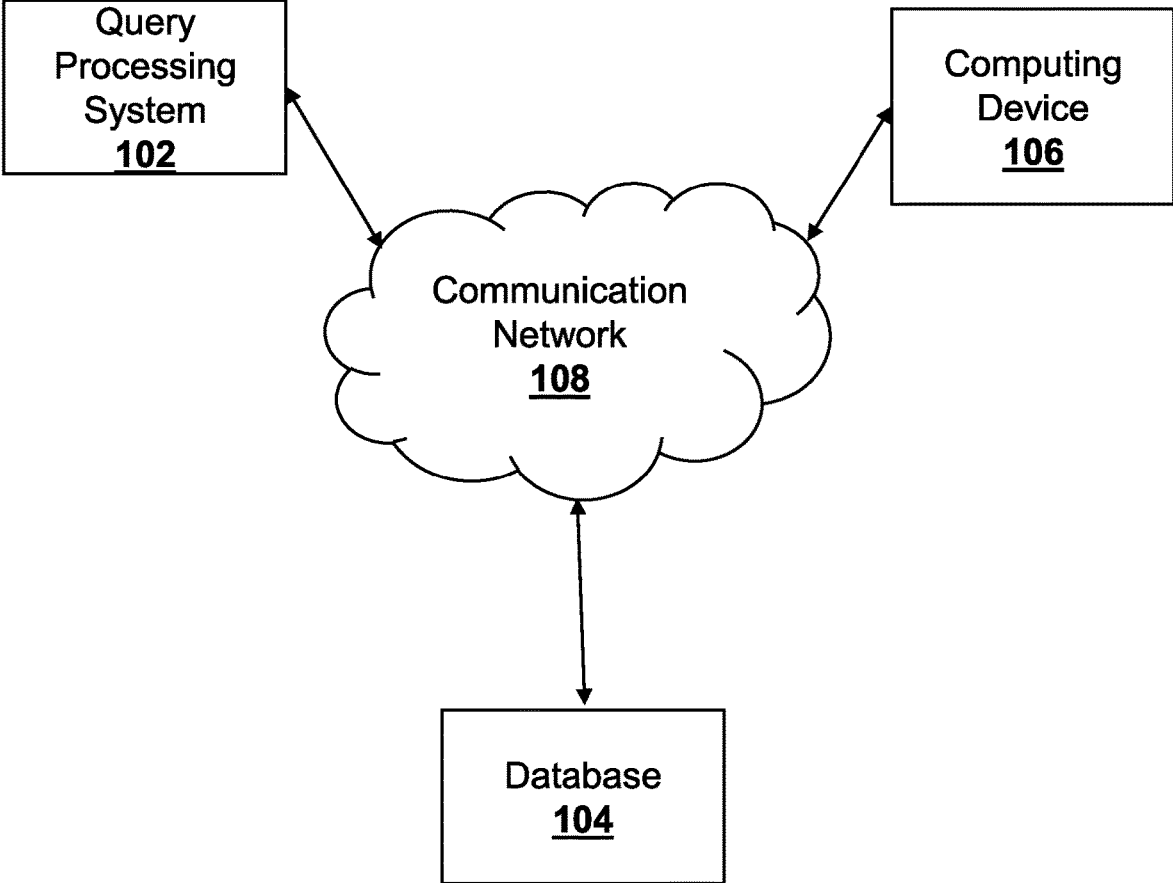 Query
Processing
System
102
Computing
Device
106
Communication
Network
108
Database
104